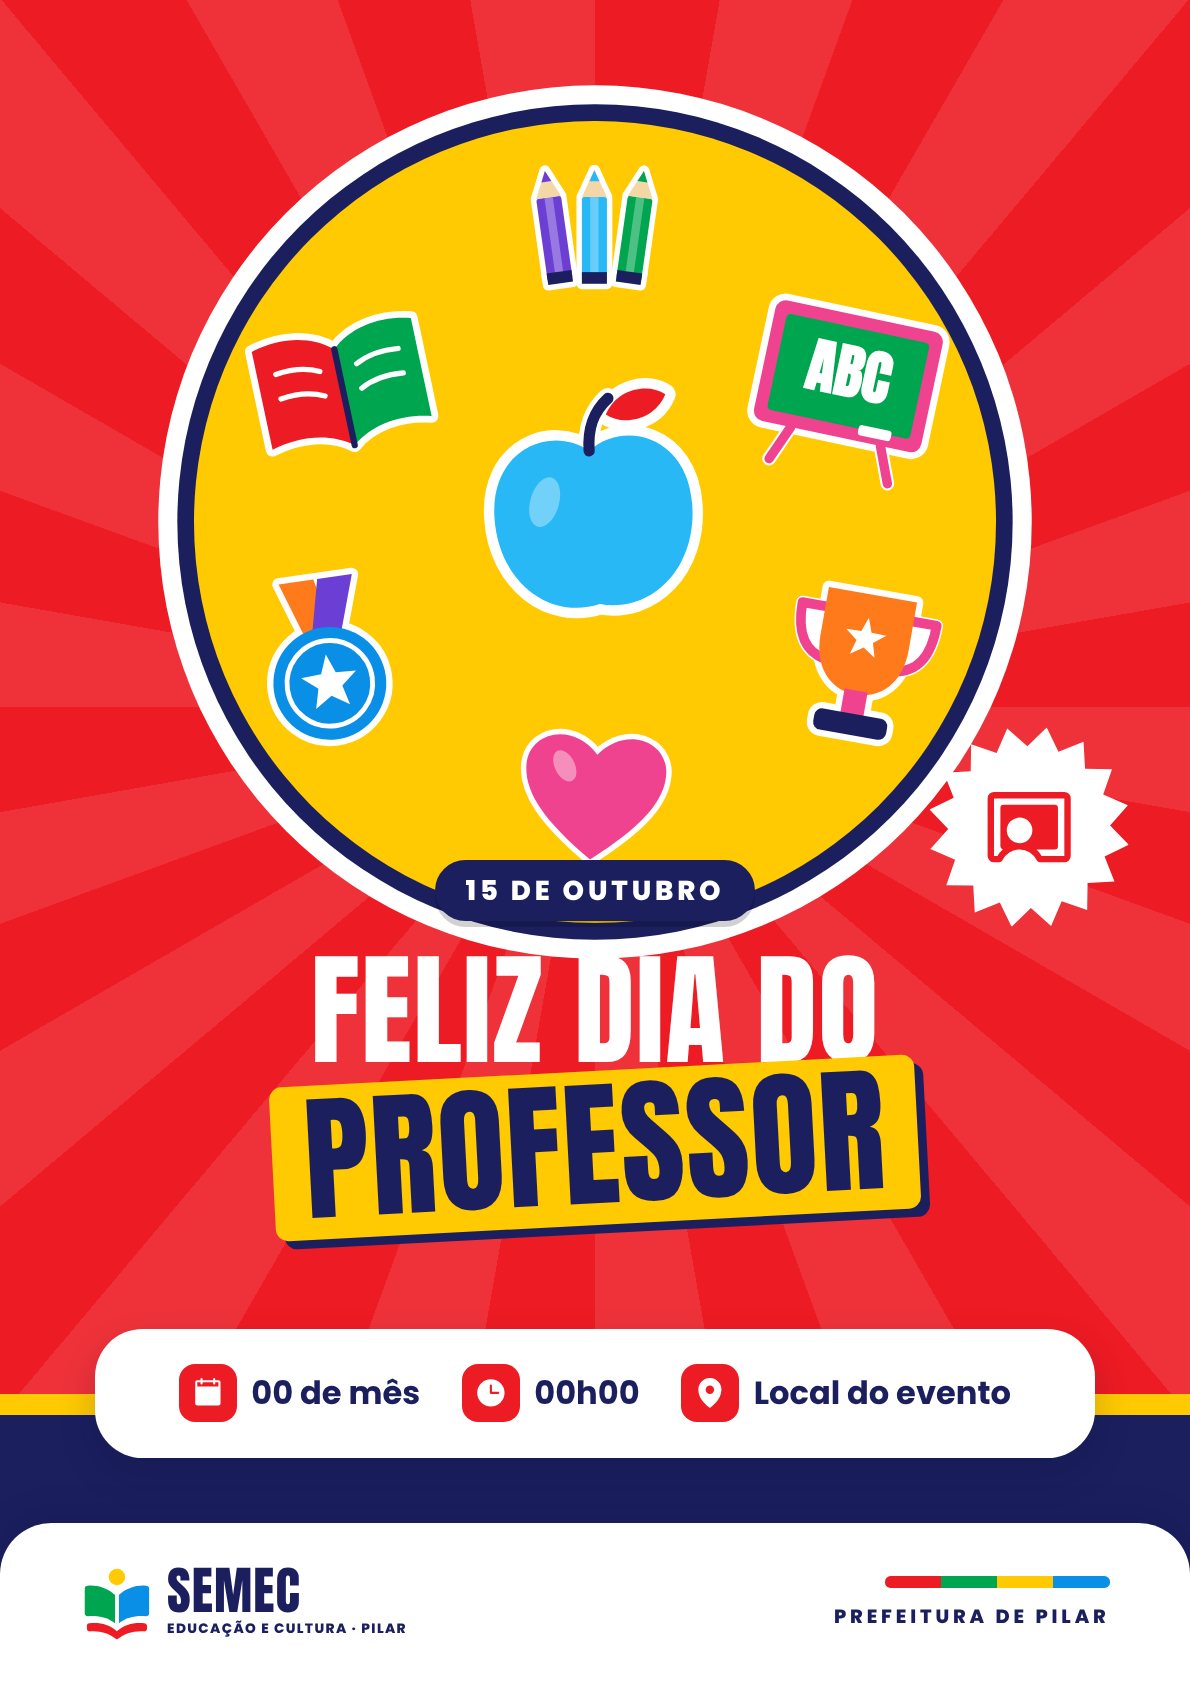 ABC
15 DE OUTUBRO
FELIZ DIA DO
PROFESSOR
00 de mês
00h00
Local do evento
SEMEC
EDUCAÇÃO E CULTURA · PILAR
PREFEITURA DE PILAR